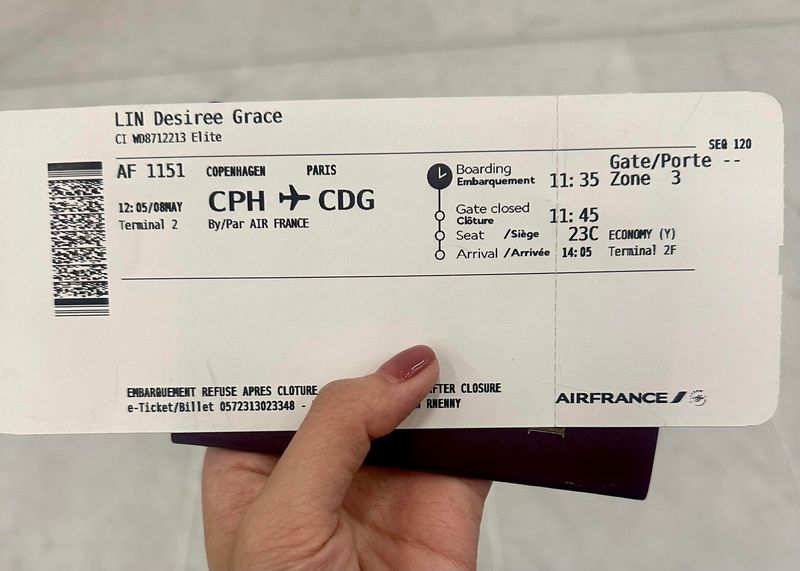 LIN Desiree Grace
CI WD8712213 Elite
SEQ 120
AF 1151 COPENHAGEN PARIS
CPH CDG
12:05/08MAY
Terminal 2 By/Par AIR FRANCE
Boarding
Embarquement 11:35
Gate/Porte --
Zone 3
Gate closed
Clôture 11:45
Seat /Siège 23C ECONOMY (Y)
Arrival /Arrivée 14:05 Terminal 2F
EMBARQUEMENT REFUSE APRES CLOTURE AFTER CLOSURE
e-Ticket/Billet 0572313023348 - RNENNY
AIRFRANCE